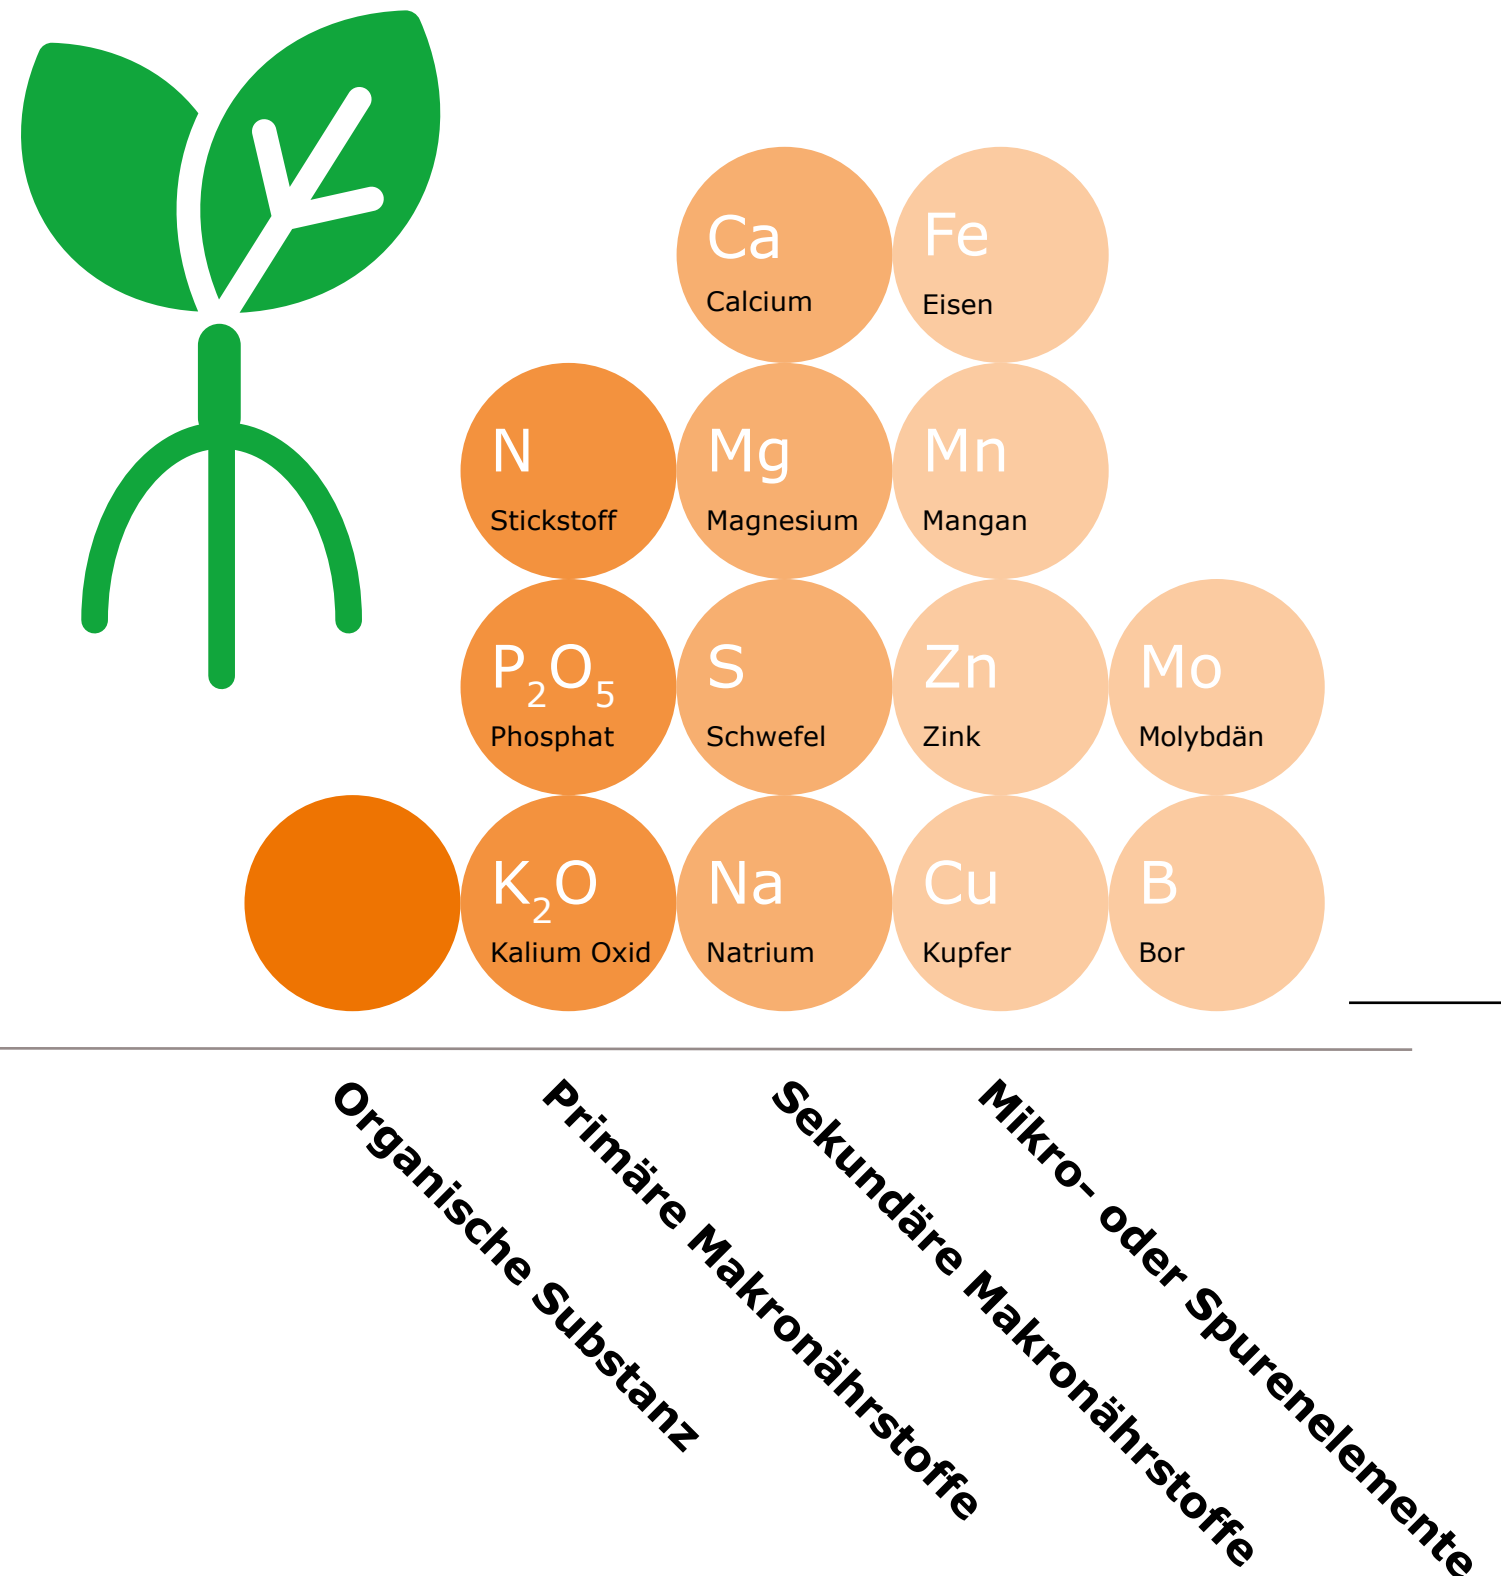 Ca
Calcium
Fe
Eisen
N
Stickstoff
Mg
Magnesium
Mn
Mangan
P₂O₅
Phosphat
S
Schwefel
Zn
Zink
Mo
Molybdän
K₂O
Kalium Oxid
Na
Natrium
Cu
Kupfer
B
Bor
Organische Substanz
Primäre Makronährstoffe
Sekundäre Makronährstoffe
Mikro- oder Spurenelemente